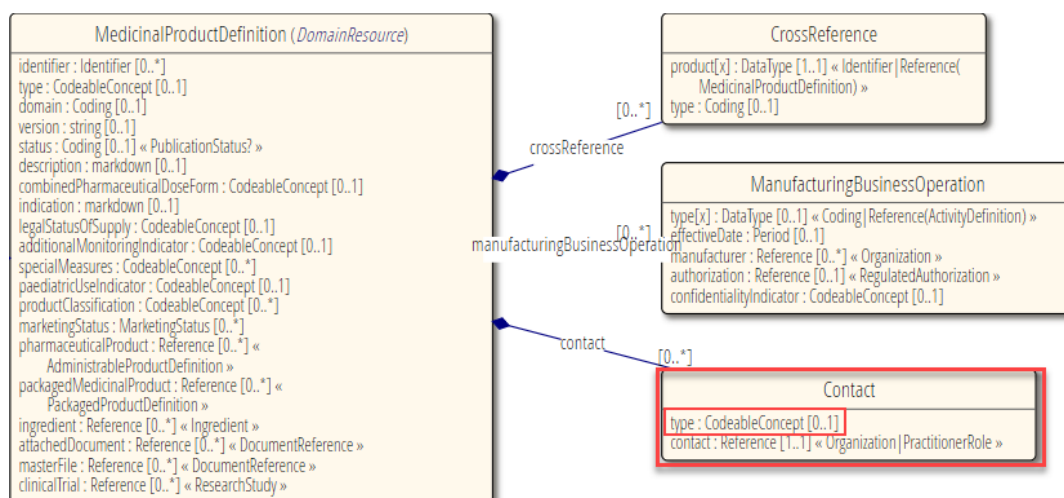 MedicinalProductDefinition (DomainResource)
identifier : Identifier [0..*]
type : CodeableConcept [0..1]
domain : Coding [0..1]
version : string [0..1]
status : Coding [0..1] « PublicationStatus? »
description : markdown [0..1]
combinedPharmaceuticalDoseForm : CodeableConcept [0..1]
indication : markdown [0..1]
legalStatusOfSupply : CodeableConcept [0..1]
additionalMonitoringIndicator : CodeableConcept [0..1]
specialMeasures : CodeableConcept [0..*]
paediatricUseIndicator : CodeableConcept [0..1]
productClassification : CodeableConcept [0..*]
marketingStatus : MarketingStatus [0..*]
pharmaceuticalProduct : Reference [0..*] «
AdministrableProductDefinition »
packagedMedicinalProduct : Reference [0..*] «
PackagedProductDefinition »
ingredient : Reference [0..*] « Ingredient »
attachedDocument : Reference [0..*] « DocumentReference »
masterFile : Reference [0..*] « DocumentReference »
clinicalTrial : Reference [0..*] « ResearchStudy »
[0..*]
crossReference
CrossReference
product[x] : DataType [1..1] « Identifier|Reference(
MedicinalProductDefinition) »
type : Coding [0..1]
[0..*]
manufacturingBusinessOperation
ManufacturingBusinessOperation
type[x] : DataType [0..1] « Coding|Reference(ActivityDefinition) »
effectiveDate : Period [0..1]
manufacturer : Reference [0..*] « Organization »
authorization : Reference [0..1] « RegulatedAuthorization »
confidentialityIndicator : CodeableConcept [0..1]
contact
[0..*]
Contact
type : CodeableConcept [0..1]
contact : Reference [1..1] « Organization|PractitionerRole »